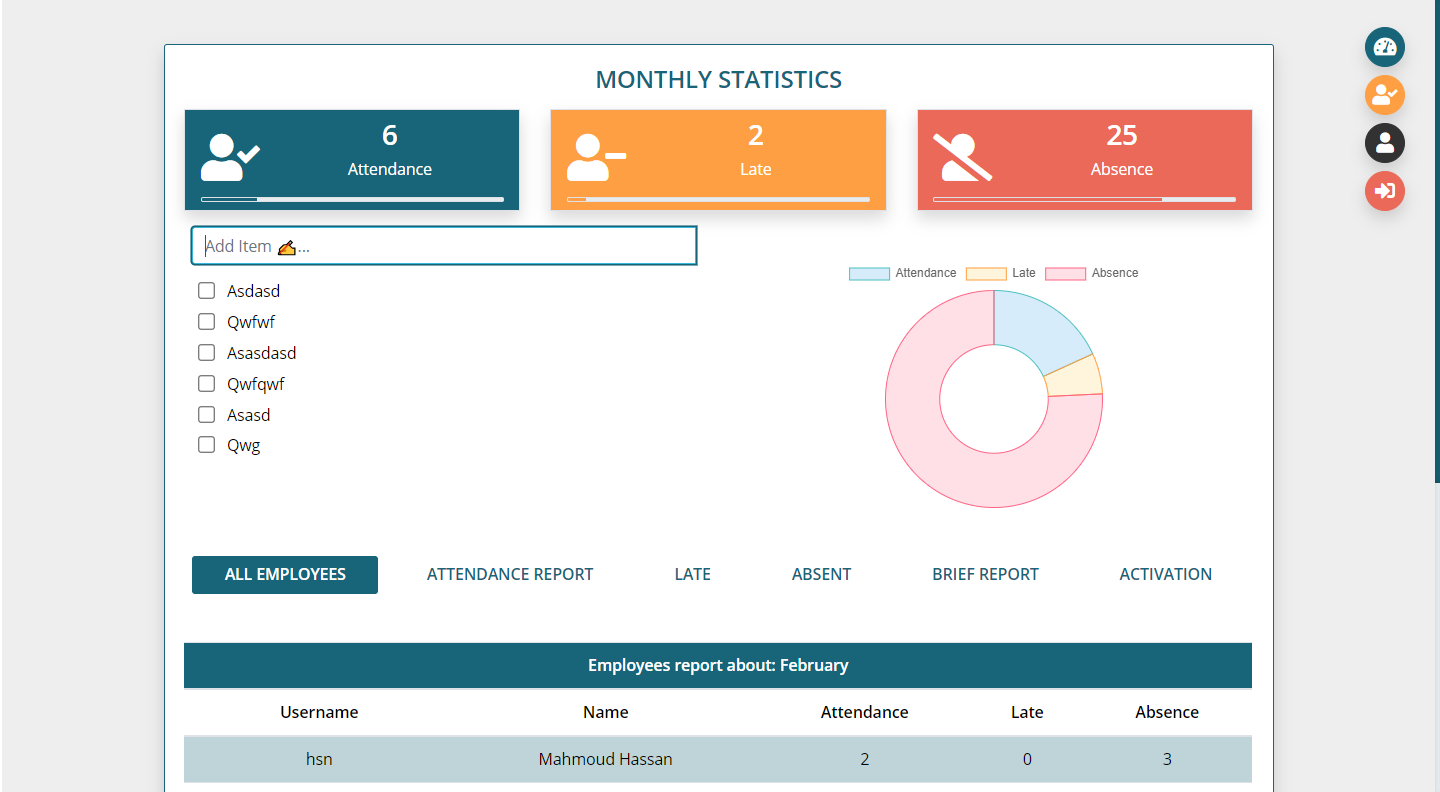 MONTHLY STATISTICS
6
Attendance
2
Late
25
Absence
Add Item ✍...
Asdasd
Qwfwf
Asasdasd
Qwfqwf
Asasd
Qwg
Attendance Late Absence
ALL EMPLOYEES ATTENDANCE REPORT LATE ABSENT BRIEF REPORT ACTIVATION
Employees report about: February
Username Name Attendance Late Absence
hsn Mahmoud Hassan 2 0 3